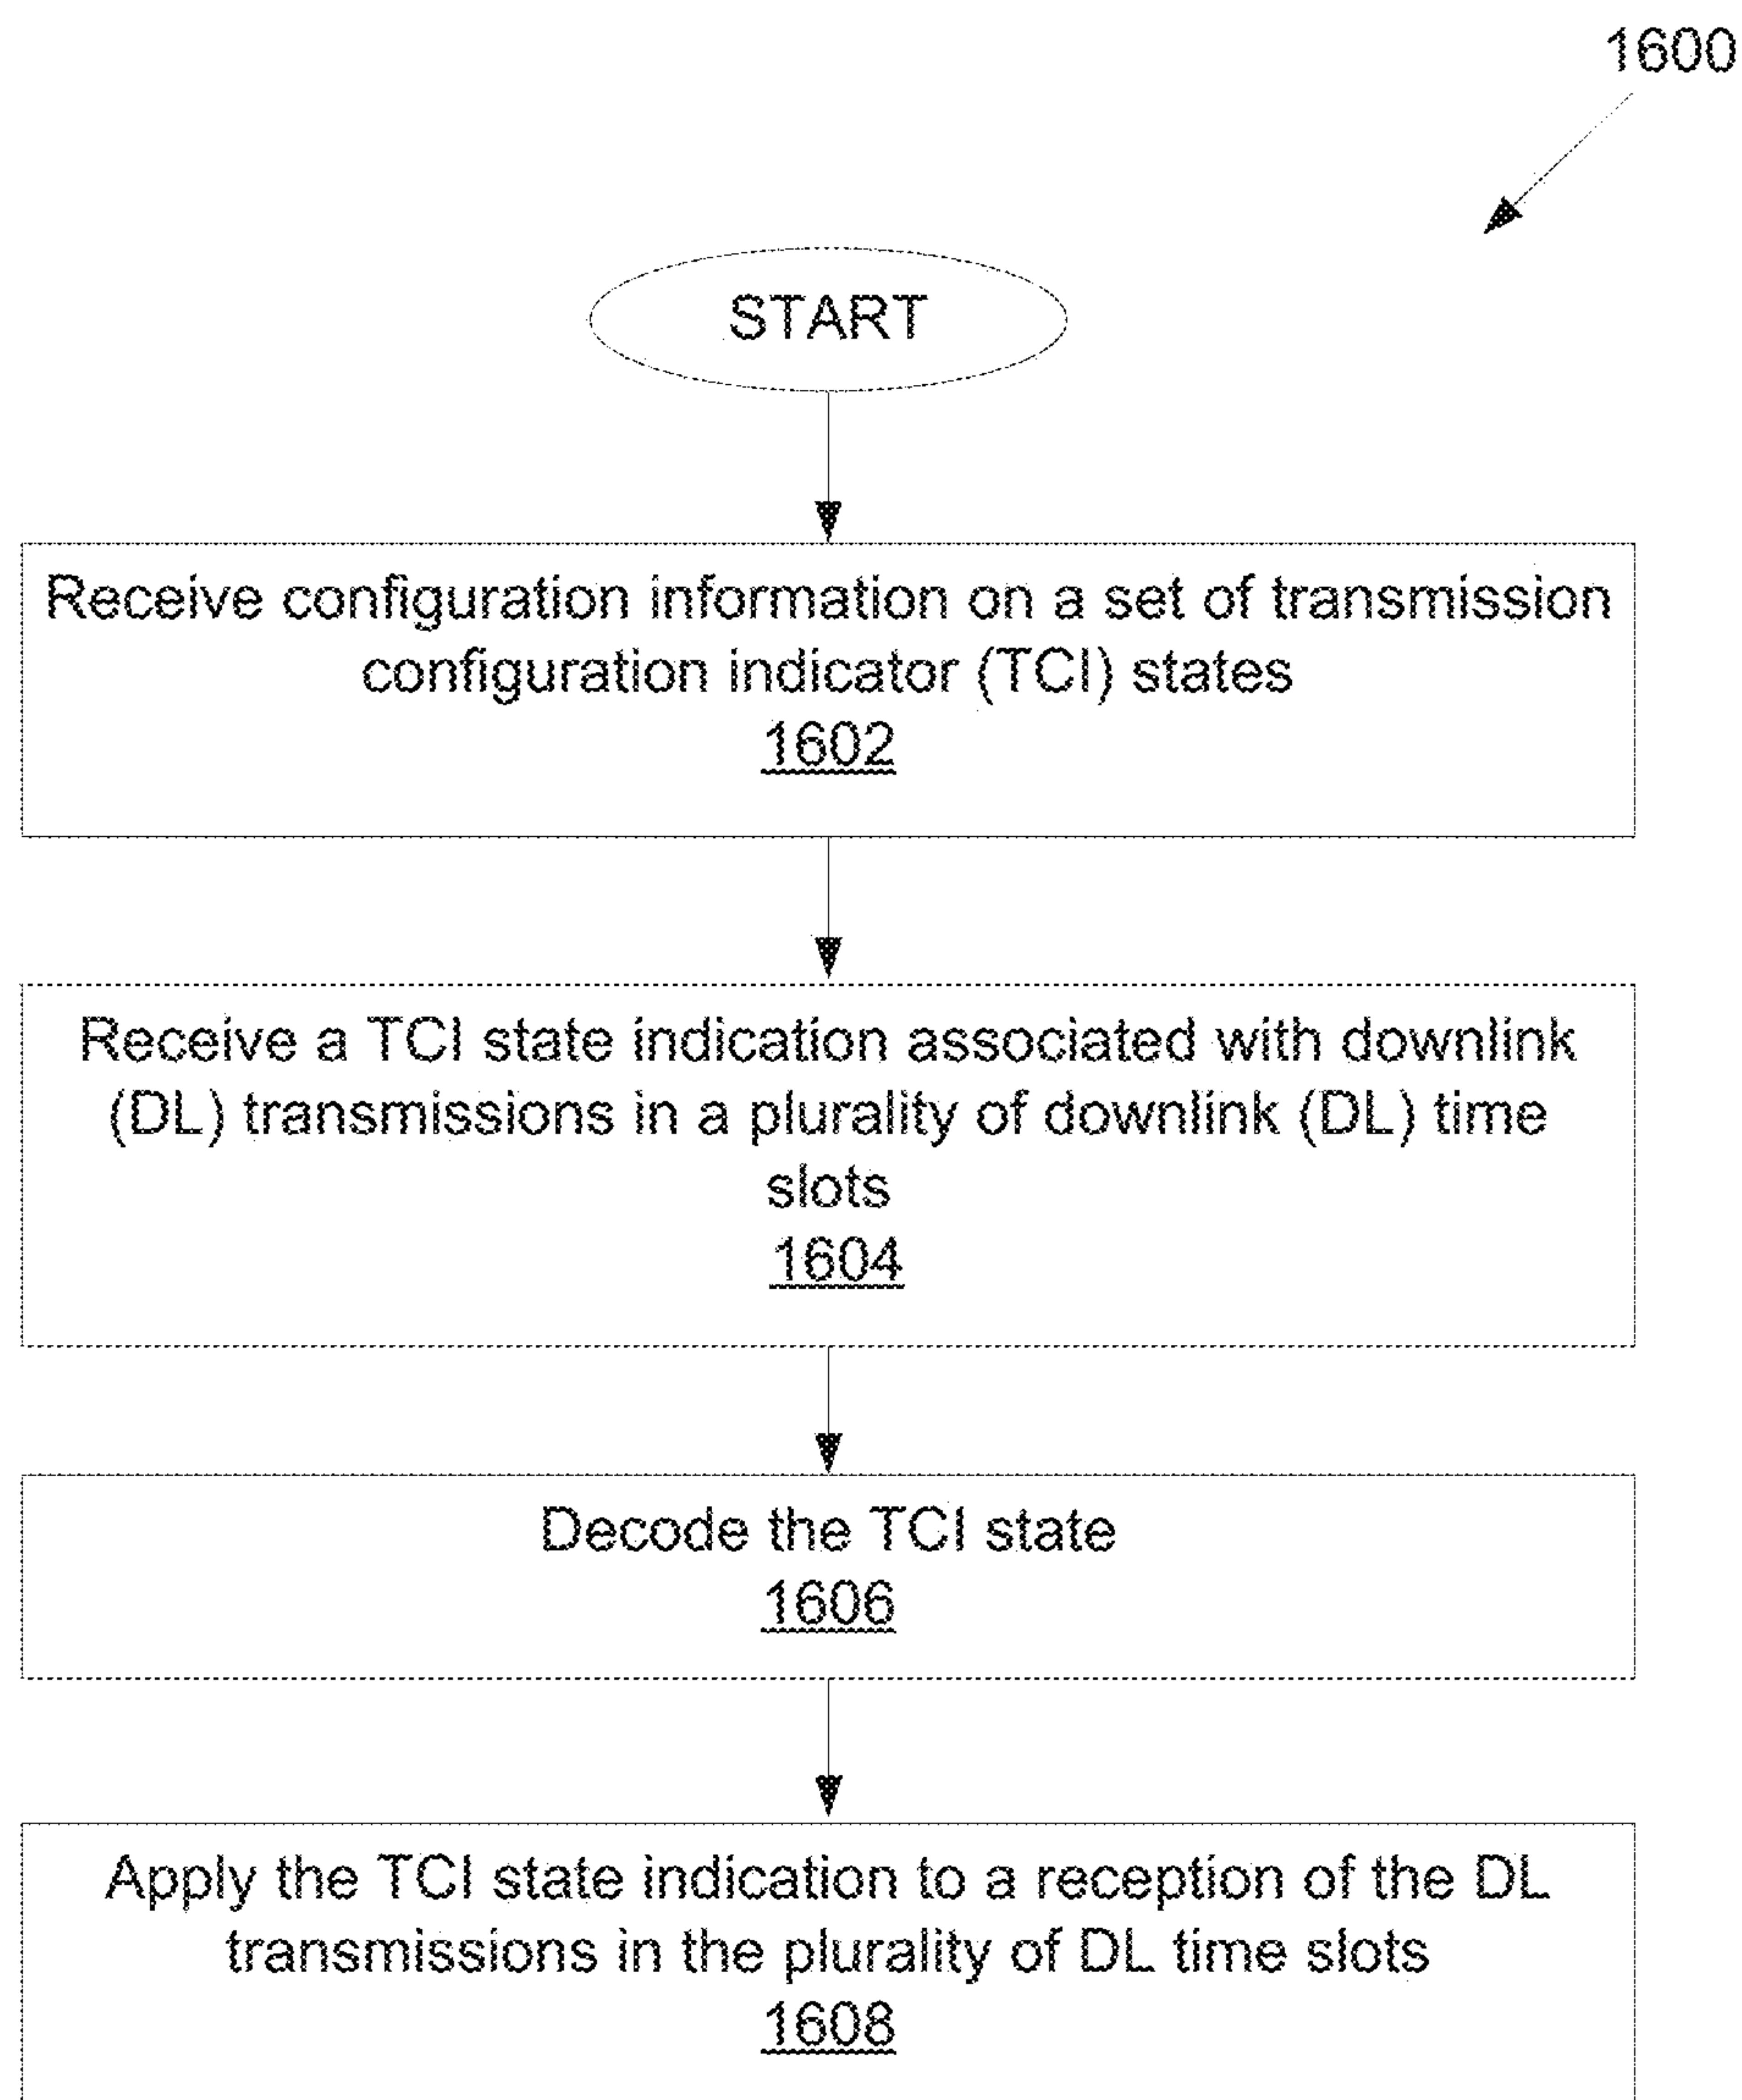 1600
START
Receive configuration information on a set of transmission
configuration indicator (TCI) states
1602
Receive a TCI state indication associated with downlink
(DL) transmissions in a plurality of downlink (DL) time
slots
1604
Decode the TCI state
1606
Apply the TCI state indication to a reception of the DL
transmissions in the plurality of DL time slots
1608